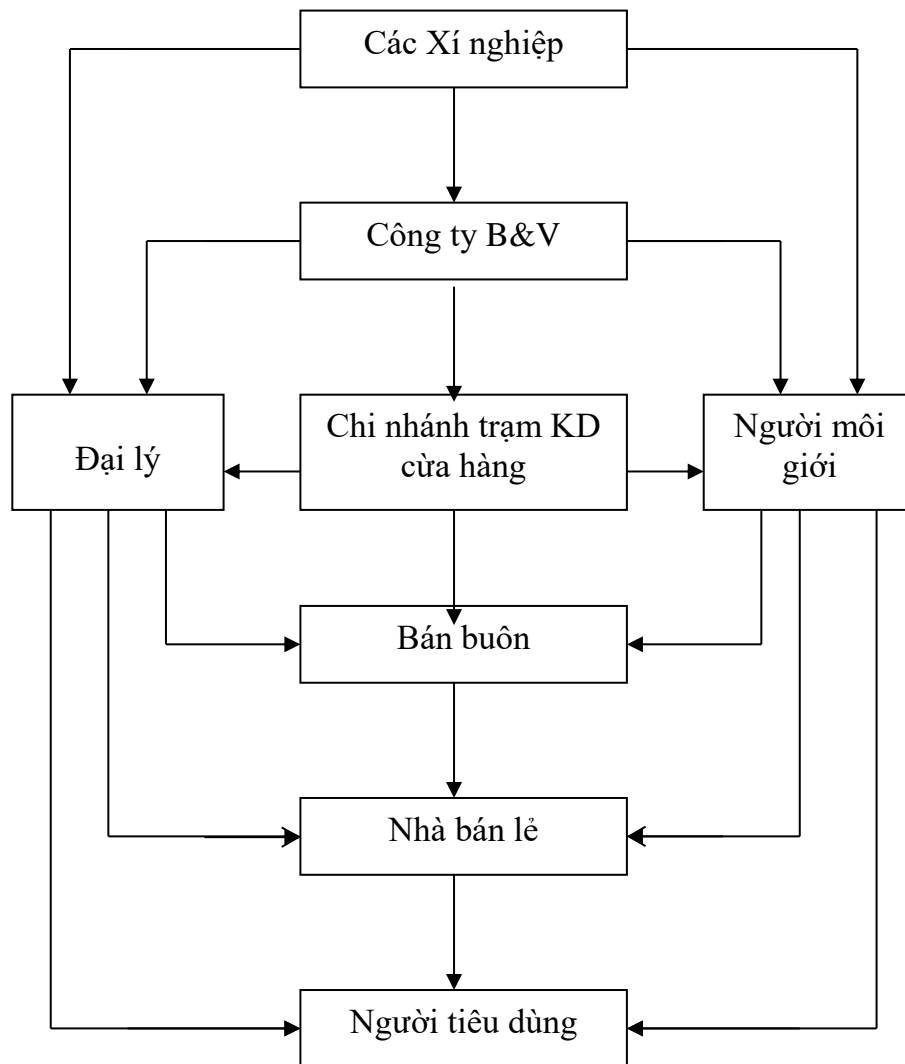 Các Xí nghiệp
Công ty B&V
Đại lý
Chi nhánh trạm KD
cừa hàng
Người môi
giới
Bán buôn
Nhà bán lẻ
Người tiêu dùng